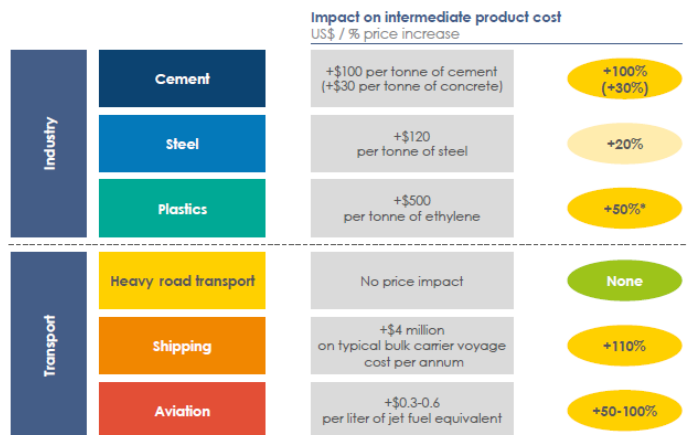 Impact on intermediate product cost
US$ / % price increase
Industry
Cement
+$100 per tonne of cement
(+$30 per tonne of concrete)
+100%
(+30%)
Steel
+$120
per tonne of steel
+20%
Plastics
+$500
per tonne of ethylene
+50%*
Transport
Heavy road transport
No price impact
None
Shipping
+$4 million
on typical bulk carrier voyage
cost per annum
+110%
Aviation
+$0.3-0.6
per liter of jet fuel equivalent
+50-100%